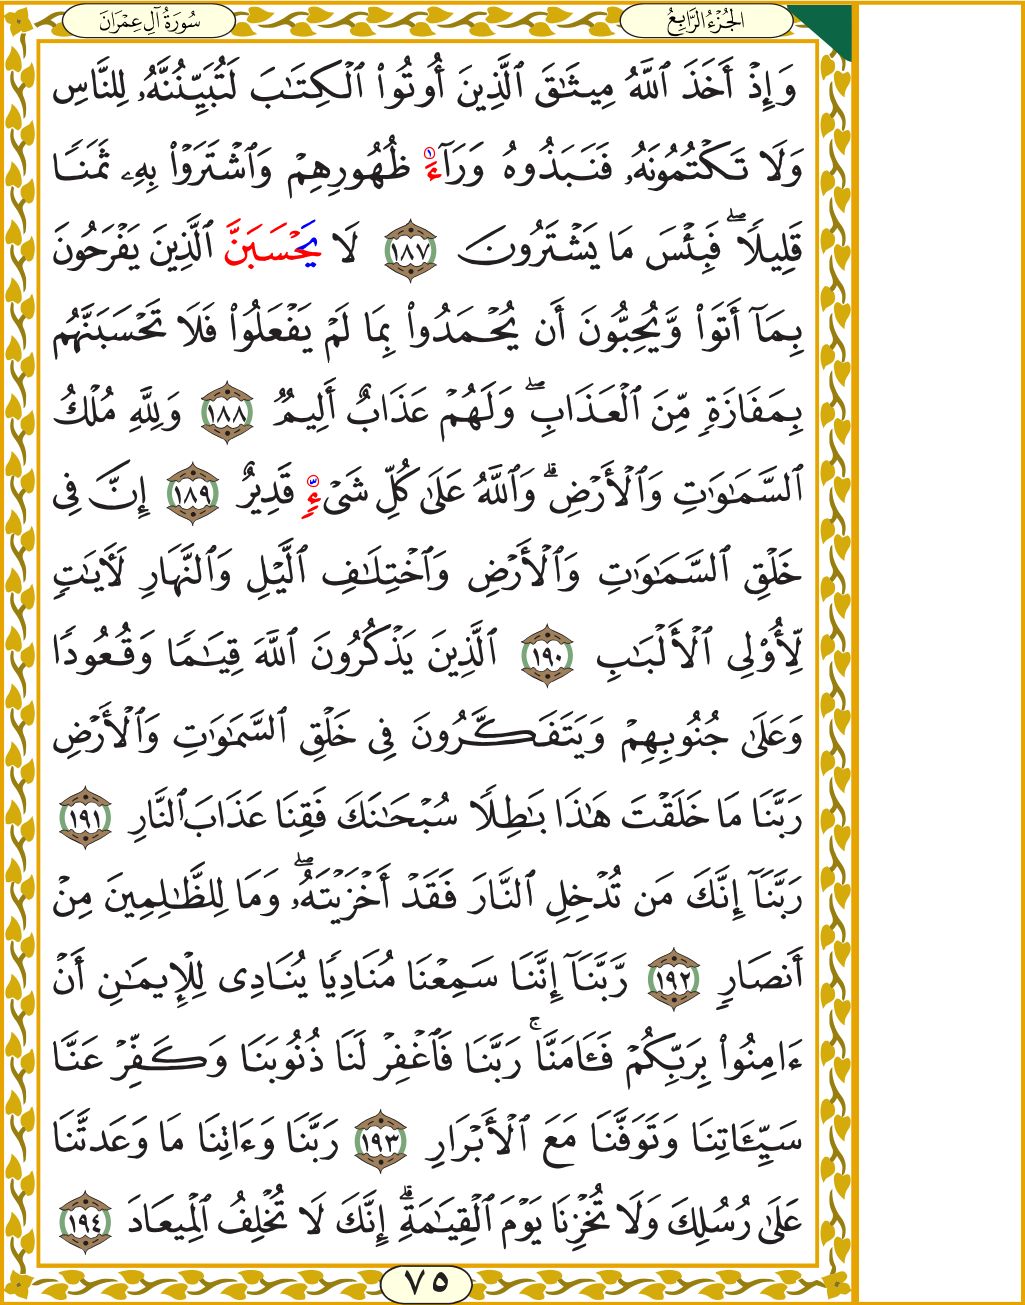 سُورَةُ آلِ عِمْرَانَ
الجُزْءُ الرَّابِعُ
وَإِذْ أَخَذَ ٱللَّهُ مِيثَٰقَ ٱلَّذِينَ أُوتُوا۟ ٱلْكِتَٰبَ لَتُبَيِّنُنَّهُۥ لِلنَّاسِ
وَلَا تَكْتُمُونَهُۥ فَنَبَذُوهُ وَرَآءَ ظُهُورِهِمْ وَٱشْتَرَوْا۟ بِهِۦ ثَمَنًا
قَلِيلًا ۖ فَبِئْسَ مَا يَشْتَرُونَ ١٨٧ لَا يَحْسَبَنَّ ٱلَّذِينَ يَفْرَحُونَ
بِمَآ أَتَوا۟ وَّيُحِبُّونَ أَن يُحْمَدُوا۟ بِمَا لَمْ يَفْعَلُوا۟ فَلَا تَحْسَبَنَّهُم
بِمَفَازَةٍ مِّنَ ٱلْعَذَابِ ۖ وَلَهُمْ عَذَابٌ أَلِيمٌ ١٨٨ وَلِلَّهِ مُلْكُ
ٱلسَّمَٰوَٰتِ وَٱلْأَرْضِ ۗ وَٱللَّهُ عَلَىٰ كُلِّ شَىْءٍ قَدِيرٌ ١٨٩ إِنَّ فِى
خَلْقِ ٱلسَّمَٰوَٰتِ وَٱلْأَرْضِ وَٱخْتِلَٰفِ ٱلَّيْلِ وَٱلنَّهَارِ لَـَٔايَٰتٍ
لِّأُو۟لِى ٱلْأَلْبَٰبِ ١٩٠ ٱلَّذِينَ يَذْكُرُونَ ٱللَّهَ قِيَٰمًا وَقُعُودًا
وَعَلَىٰ جُنُوبِهِمْ وَيَتَفَكَّرُونَ فِى خَلْقِ ٱلسَّمَٰوَٰتِ وَٱلْأَرْضِ
رَبَّنَا مَا خَلَقْتَ هَٰذَا بَٰطِلًا سُبْحَٰنَكَ فَقِنَا عَذَابَ ٱلنَّارِ ١٩١
رَبَّنَآ إِنَّكَ مَن تُدْخِلِ ٱلنَّارَ فَقَدْ أَخْزَيْتَهُۥ ۖ وَمَا لِلظَّٰلِمِينَ مِنْ
أَنصَارٍ ١٩٢ رَّبَّنَآ إِنَّنَا سَمِعْنَا مُنَادِيًا يُنَادِى لِلْإِيمَٰنِ أَنْ
ءَامِنُوا۟ بِرَبِّكُمْ فَـَٔامَنَّا ۚ رَبَّنَا فَٱغْفِرْ لَنَا ذُنُوبَنَا وَكَفِّرْ عَنَّا
سَيِّـَٔاتِنَا وَتَوَفَّنَا مَعَ ٱلْأَبْرَارِ ١٩٣ رَبَّنَا وَءَاتِنَا مَا وَعَدتَّنَا
عَلَىٰ رُسُلِكَ وَلَا تُخْزِنَا يَوْمَ ٱلْقِيَٰمَةِ ۗ إِنَّكَ لَا تُخْلِفُ ٱلْمِيعَادَ ١٩٤
٧٥